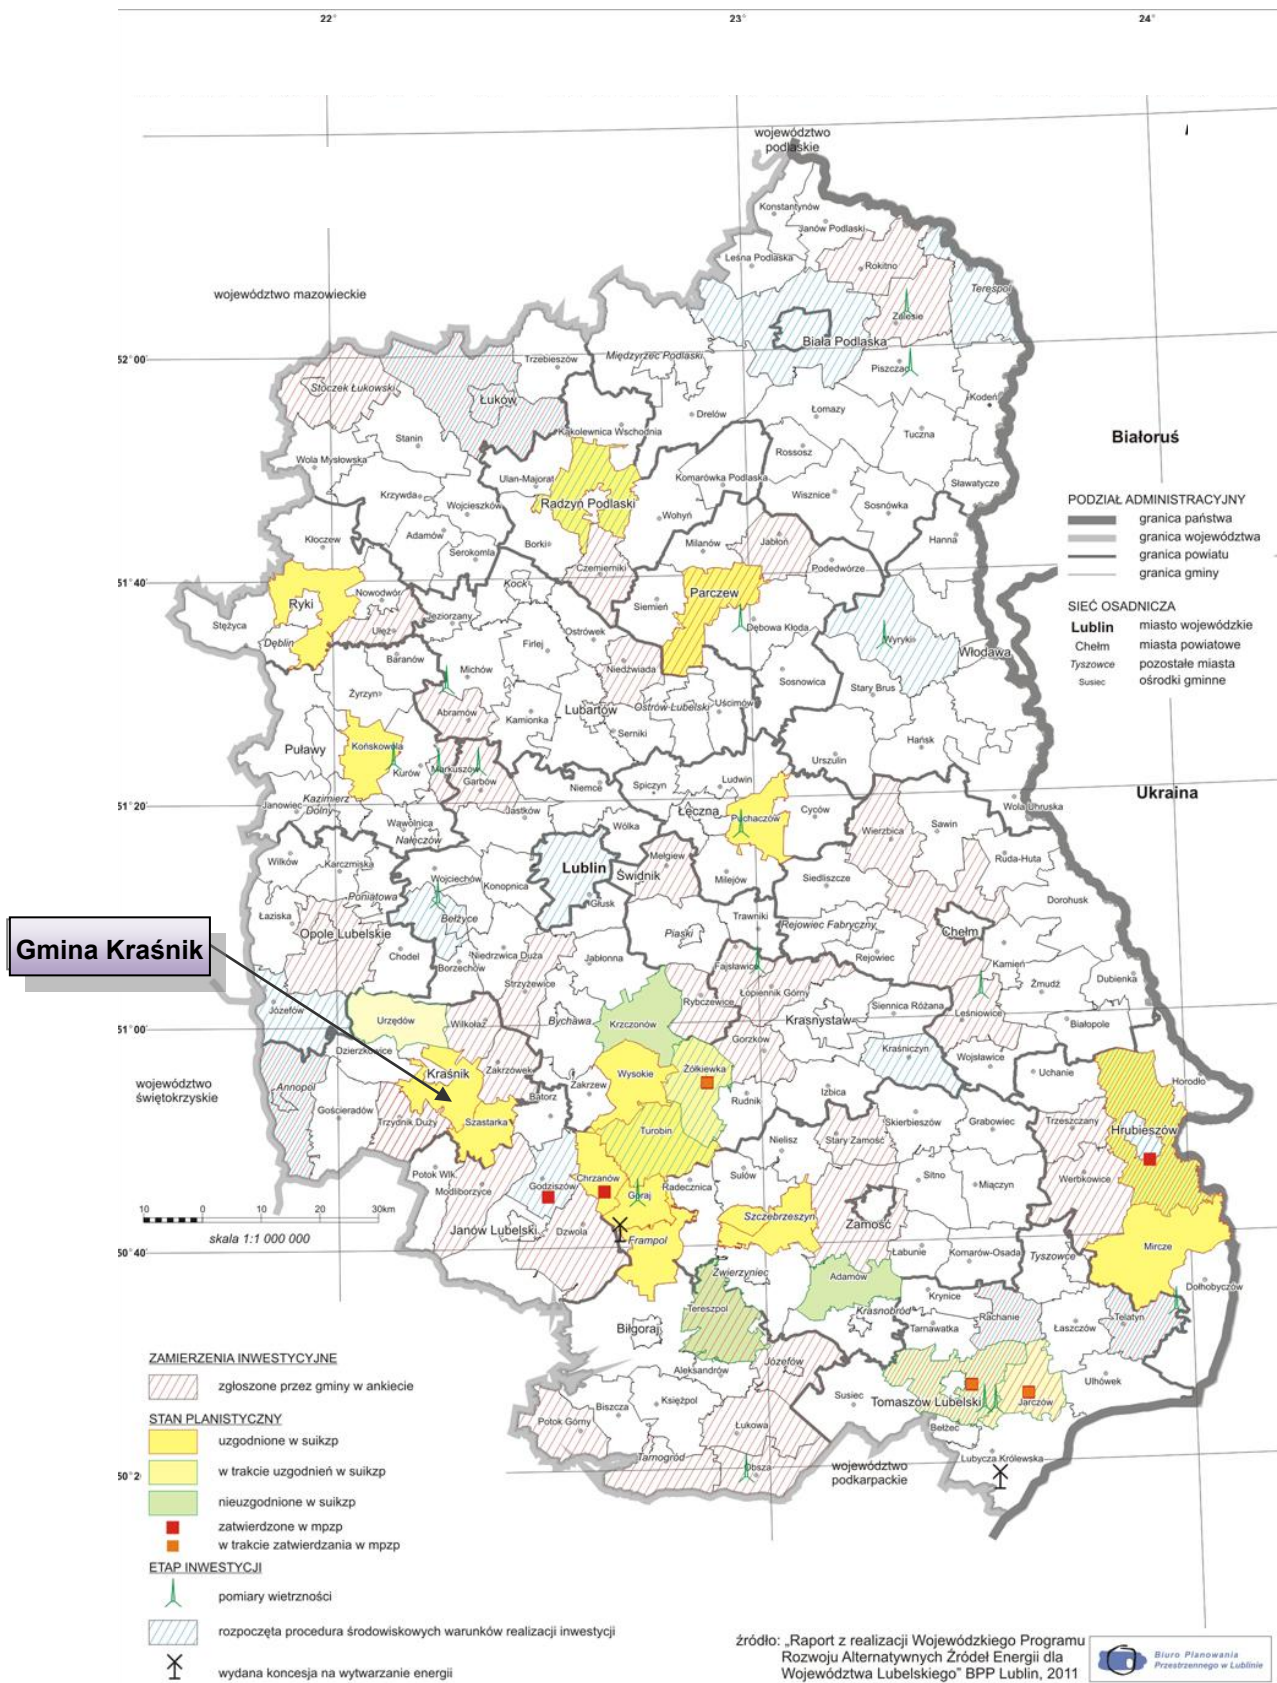 22°
23°
24°
województwo
podlaskie
Konstantynów
Janów Podlaski
Leśna Podlaska
Rokitno
Terespol
województwo mazowieckie
Zalesie
Biała Podlaska
52°00'
Trzebieszów
Międzyrzec Podlaski
Piszczac
Stoczek Łukowski
Łuków
Kodeń
Drelów
Łomazy
Stanin
Kąkolewnica Wschodnia
Tuczna
Białoruś
Wola Mysłowska
Rossosz
Ulan-Majorat
Komarówka Podlaska
Sławatycze
Krzywda
Wojcieszków
Radzyń Podlaski
Wisznice
Sosnówka
PODZIAŁ ADMINISTRACYJNY
granica państwa
granica województwa
granica powiatu
granica gminy
Wohyń
Adamów
Kłoczew
Borki
Serokomla
Milanów
Jabłoń
Hanna
Czemierniki
Podedwórze
51°40'
Kock
Parczew
Nowodwór
Ryki
Siemień
SIEĆ OSADNICZA
Lublin miasto wojewódzkie
Chełm miasta powiatowe
Tyszowce pozostałe miasta
Susiec ośrodki gminne
Stężyca
Jeziorzany
Ułęż
Dębowa Kłoda
Dęblin
Ostrówek
Wyryki
Firlej
Włodawa
Baranów
Michów
Niedźwiada
Sosnowica
Żyrzyn
Stary Brus
Abramów
Kamionka
Lubartów
Ostrów Lubelski
Uścimów
Serniki
Hańsk
Puławy
Końskowola
Urszulin
Kurów
Markuszów
Garbów
Niemce
Spiczyn
Ludwin
Ukraina
51°20'
Janowiec
Kazimierz
Dolny
Jastków
Łęczna
Cyców
Wola Uhruska
Puchaczów
Wąwolnica
Nałęczów
Wólka
Wierzbica
Sawin
Wilków
Karczmiska
Lublin
Mełgiew
Ruda-Huta
Wojciechów
Konopnica
Świdnik
Milejów
Siedliszcze
Poniatowa
Głusk
Dorohusk
Łaziska
Bełżyce
Trawniki
Rejowiec Fabryczny
Gmina Kraśnik
Opole Lubelskie
Piaski
Chełm
Chodel
Niedrzwica Duża
Jabłonna
Rejowiec
Kamień
Borzechów
Fajsławice
Dubienka
Strzyżewice
Rybczewice
Łopiennik Górny
Żmudź
Józefów
Siennica Różana
Leśniowice
51°00'
Urzędów
Wilkołaz
Bychawa
Krzczonów
Krasnystaw
Białopole
Gorzków
Kraśniczyn
Wojsławice
Dzierzkowice
Zakrzówek
Wysokie
Żółkiewka
Uchanie
Kraśnik
Horodło
województwo
świętokrzyskie
Annopol
Zakrzew
Batorz
Rudnik
Izbica
Gościeradów
Trzydnik Duży
Szastarka
Skierbieszów
Grabowiec
Trzeszczany
Turobin
Nielisz
Stary Zamość
Hrubieszów
Potok Wlk.
Modliborzyce
Godziszów
Chrzanów
Goraj
Radecznica
Sułów
Sitno
Miączyn
Werbkowice
10 0 10 20 30km
skala 1:1 000 000
Janów Lubelski
Dzwola
Szczebrzeszyn
Zamość
Frampol
Mircze
50°40'
Łabunie
Komarów-Osada
Tyszowce
Zwierzyniec
Adamów
Dołhobyczów
Krynice
Krasnobród
Tereszpol
Rachanie
Telatyn
Biłgoraj
Tarnawatka
Łaszczów
ZAMIERZENIA INWESTYCYJNE
zgłoszone przez gminy w ankiecie
Józefów
Aleksandrów
Ulhówek
Susiec
Tomaszów Lubelski
Jarczów
Księżpol
Biszcza
STAN PLANISTYCZNY
uzgodnione w suikzp
Potok Górny
Łukowa
Bełżec
Tarnogród
Obsza
województwo
podkarpackie
Lubycza Królewska
w trakcie uzgodnień w suikzp
50°2
nieuzgodnione w suikzp
zatwierdzone w mpzp
w trakcie zatwierdzania w mpzp
ETAP INWESTYCJI
pomiary wietrzności
rozpoczęta procedura środowiskowych warunków realizacji inwestycji
wydana koncesja na wytwarzanie energii
źródło: „Raport z realizacji Wojewódzkiego Programu
Rozwoju Alternatywnych Źródeł Energii dla
Województwa Lubelskiego" BPP Lublin, 2011
Biuro Planowania
Przestrzennego w Lublinie